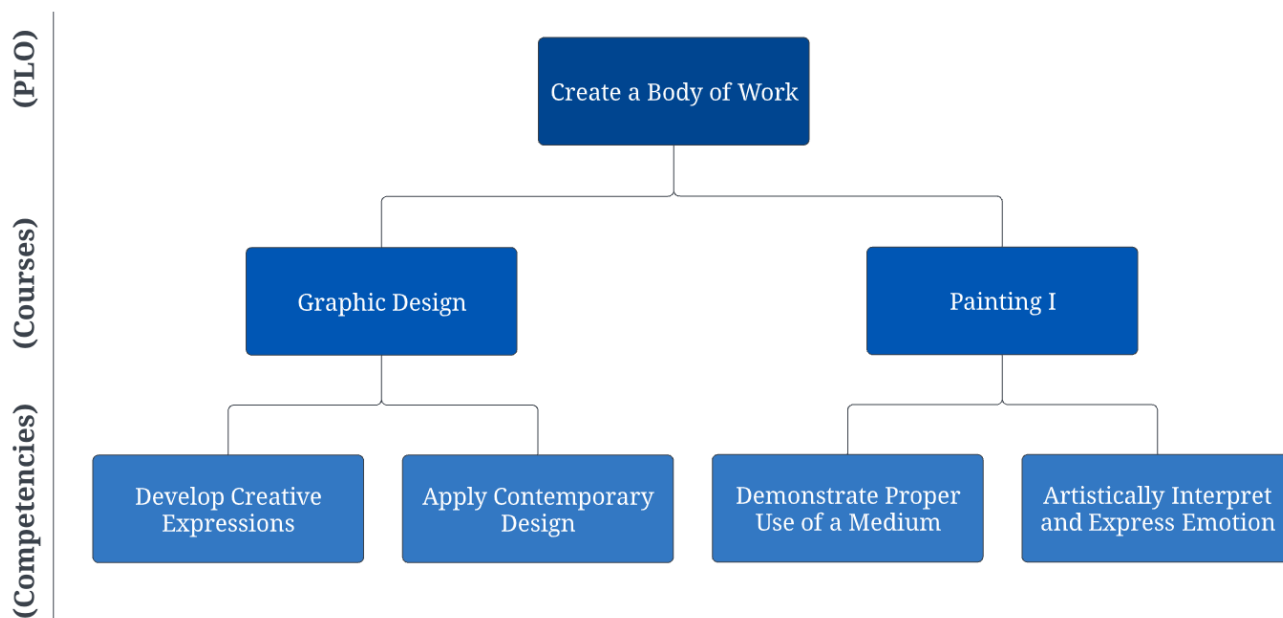 (PLO)
Create a Body of Work
(Courses)
Graphic Design
Painting I
(Competencies)
Develop Creative
Expressions
Apply Contemporary
Design
Demonstrate Proper
Use of a Medium
Artistically Interpret
and Express Emotion